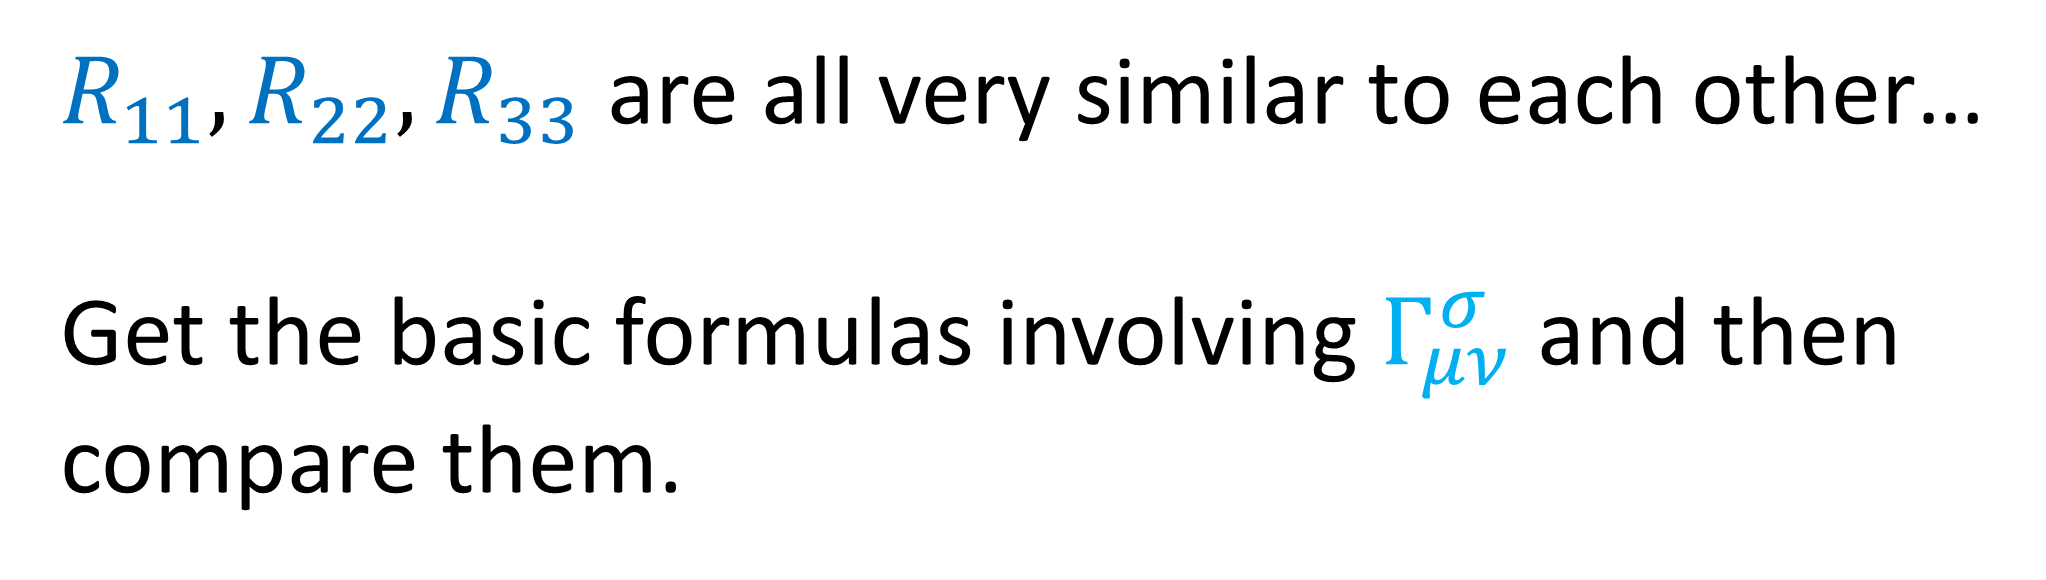 R₁₁, R₂₂, R₃₃ are all very similar to each other...
Get the basic formulas involving Γ^σ_μν and then
compare them.